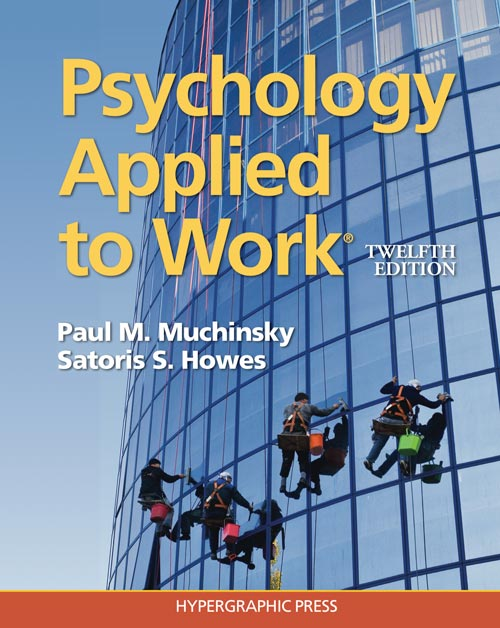 Psychology
Applied
to Work®
TWELFTH
EDITION
Paul M. Muchinsky
Satoris S. Howes
HYPERGRAPHIC PRESS